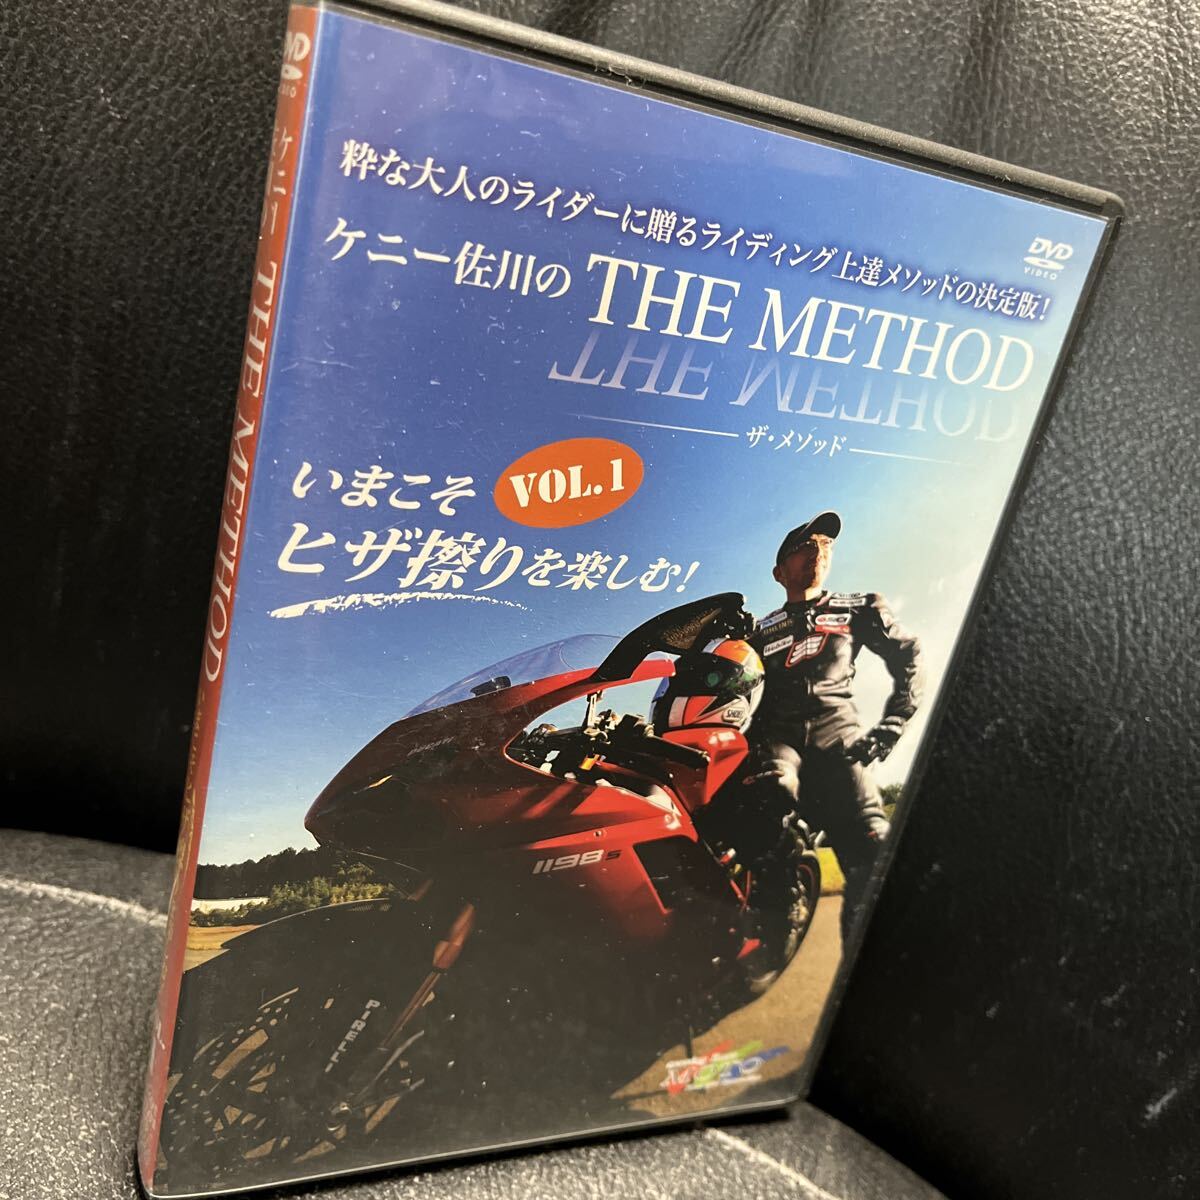 粋な大人のライダーに贈るライディング上達メソッドの決定版!
ケニー佐川の THE METHOD
ザ・メソッド
DVD
VIDEO
いまこそ VOL.1
ヒザ擦りを楽しむ!
SHOEI
1198s
PIRELLI
DVD
VIDEO
THE METHOD